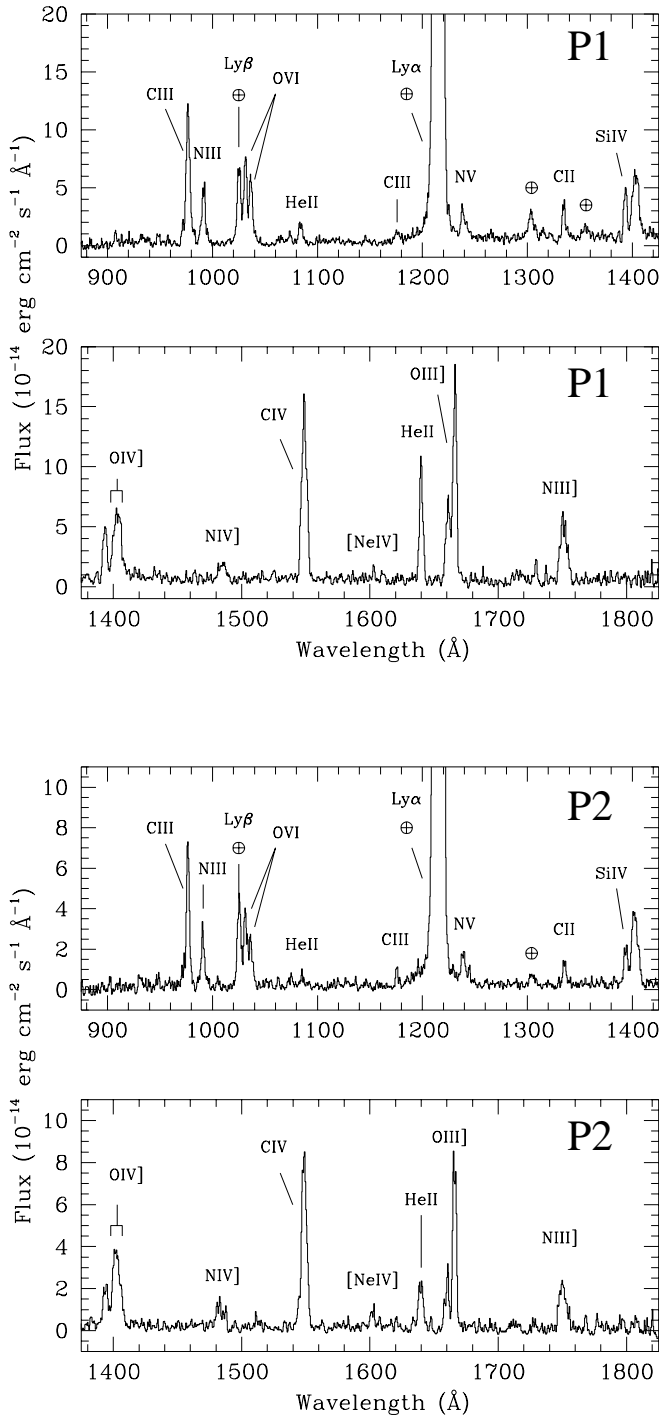 20
15
10
5
0
P1
Lyβ
⊕
OVI
CIII
NIII
HeII
CIII
Lyα
⊕
NV
⊕
CII
⊕
SiIV
900 1000 1100 1200 1300 1400
20
15
10
5
0
P1
OIV]
NIV]
CIV
[NeIV]
HeII
OIII]
NIII]
1400 1500 1600 1700 1800
Wavelength (Å)
Flux (10⁻¹⁴ erg cm⁻² s⁻¹ Å⁻¹)
10
8
6
4
2
0
P2
CIII
NIII
Lyβ
⊕
OVI
HeII
CIII
Lyα
⊕
NV
⊕
CII
SiIV
900 1000 1100 1200 1300 1400
10
8
6
4
2
0
P2
OIV]
NIV]
CIV
[NeIV]
HeII
OIII]
NIII]
1400 1500 1600 1700 1800
Wavelength (Å)
Flux (10⁻¹⁴ erg cm⁻² s⁻¹ Å⁻¹)